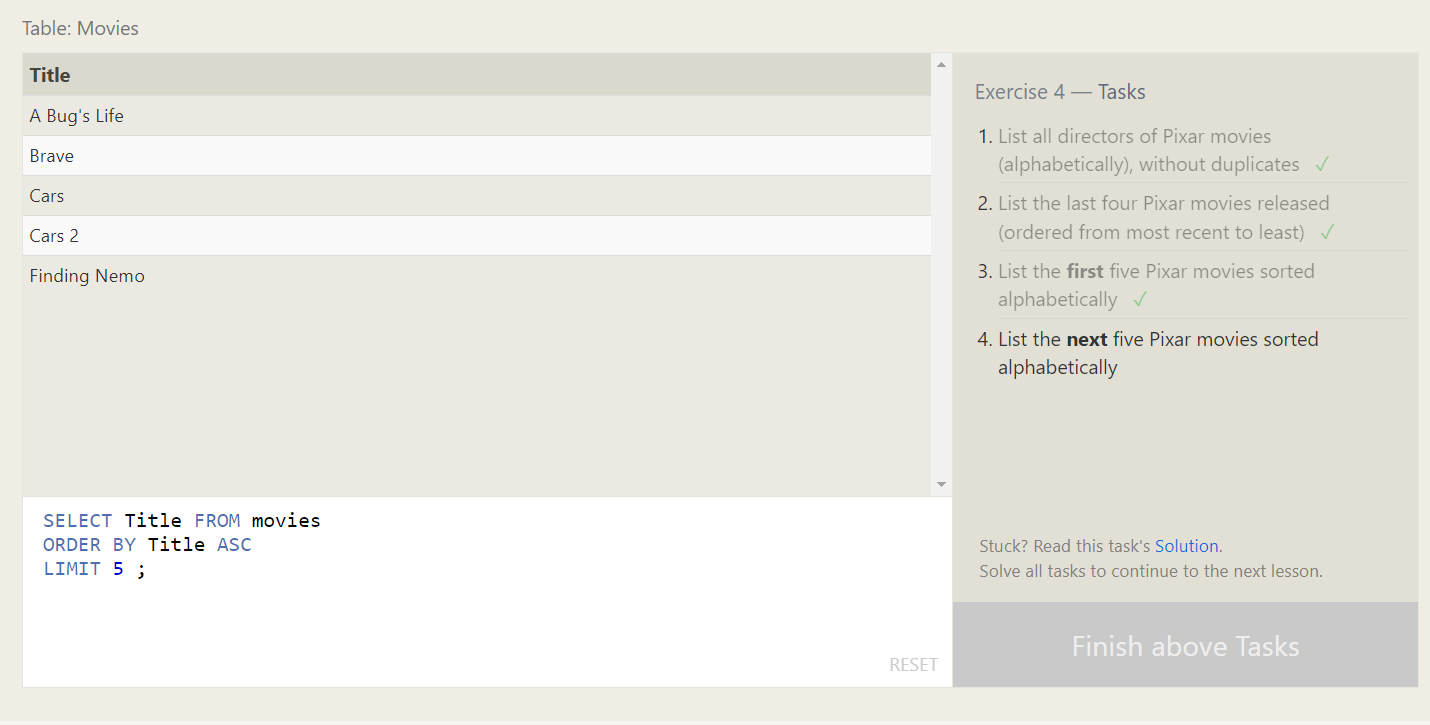 Table: Movies
Title
A Bug's Life
Brave
Cars
Cars 2
Finding Nemo
SELECT Title FROM movies
ORDER BY Title ASC
LIMIT 5 ;
RESET
Exercise 4 — Tasks
1. List all directors of Pixar movies
(alphabetically), without duplicates ✓
2. List the last four Pixar movies released
(ordered from most recent to least) ✓
3. List the first five Pixar movies sorted
alphabetically ✓
4. List the next five Pixar movies sorted
alphabetically
Stuck? Read this task's Solution.
Solve all tasks to continue to the next lesson.
Finish above Tasks